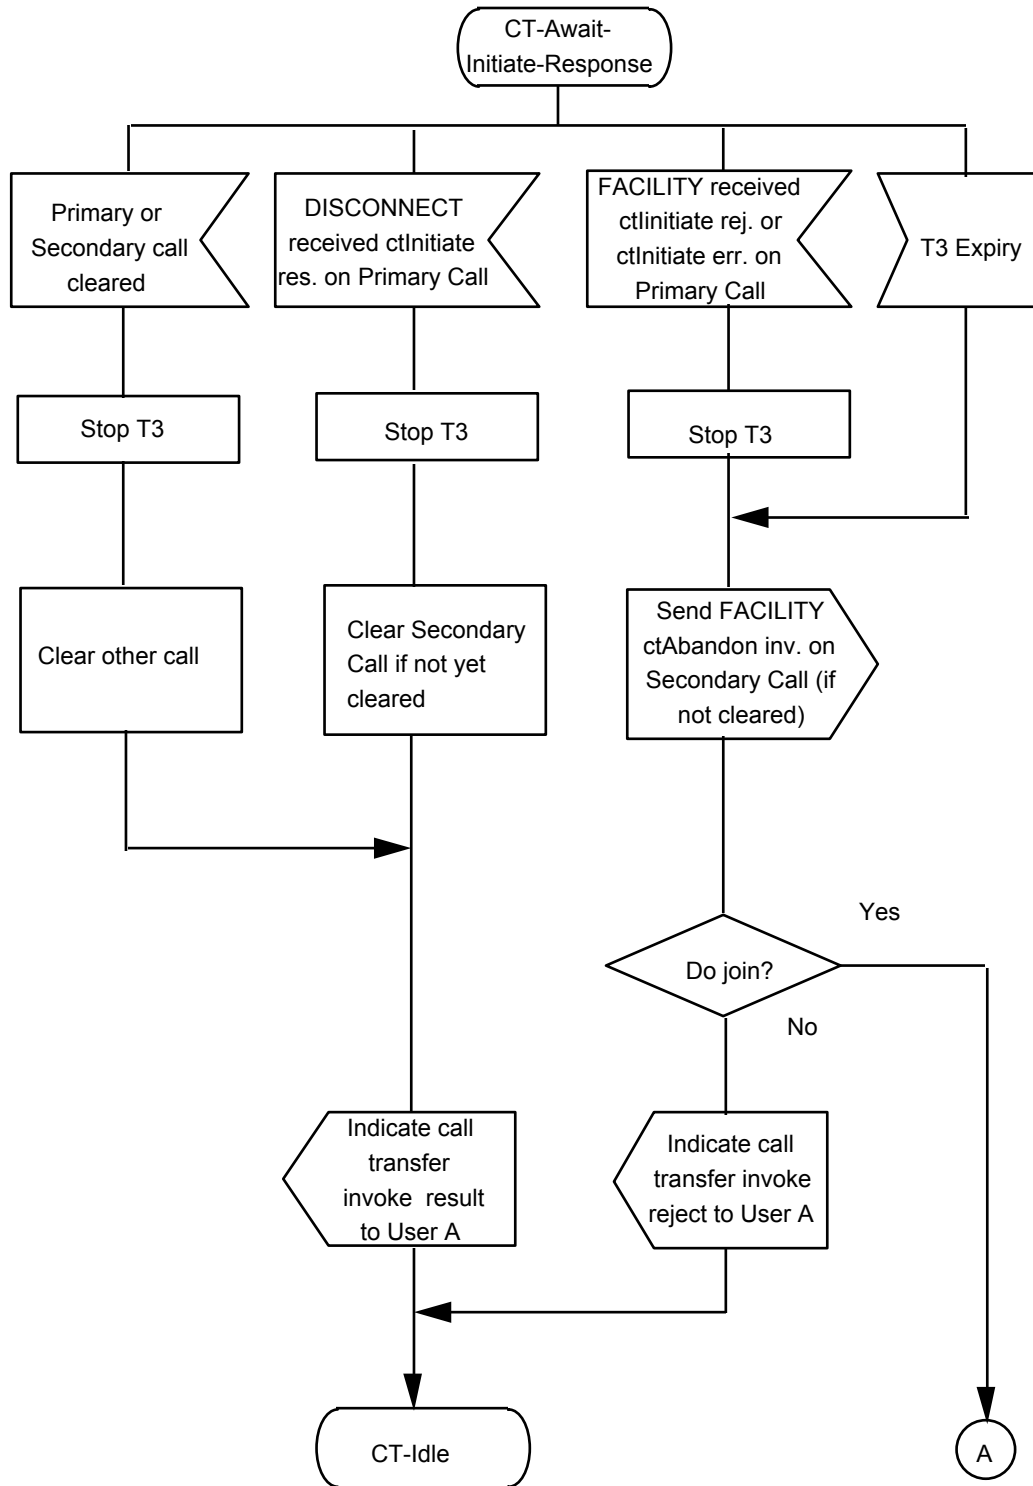 CT-Await-
Initiate-Response
Primary or
Secondary call
cleared
DISCONNECT
received ctInitiate
res. on Primary Call
FACILITY received
ctIinitiate rej. or
ctInitiate err. on
Primary Call
T3 Expiry
Stop T3
Stop T3
Stop T3
Clear other call
Clear Secondary
Call if not yet
cleared
Send FACILITY
ctAbandon inv. on
Secondary Call (if
not cleared)
Yes
Do join?
No
Indicate call
transfer
invoke result
to User A
Indicate call
transfer invoke
reject to User A
CT-Idle
A